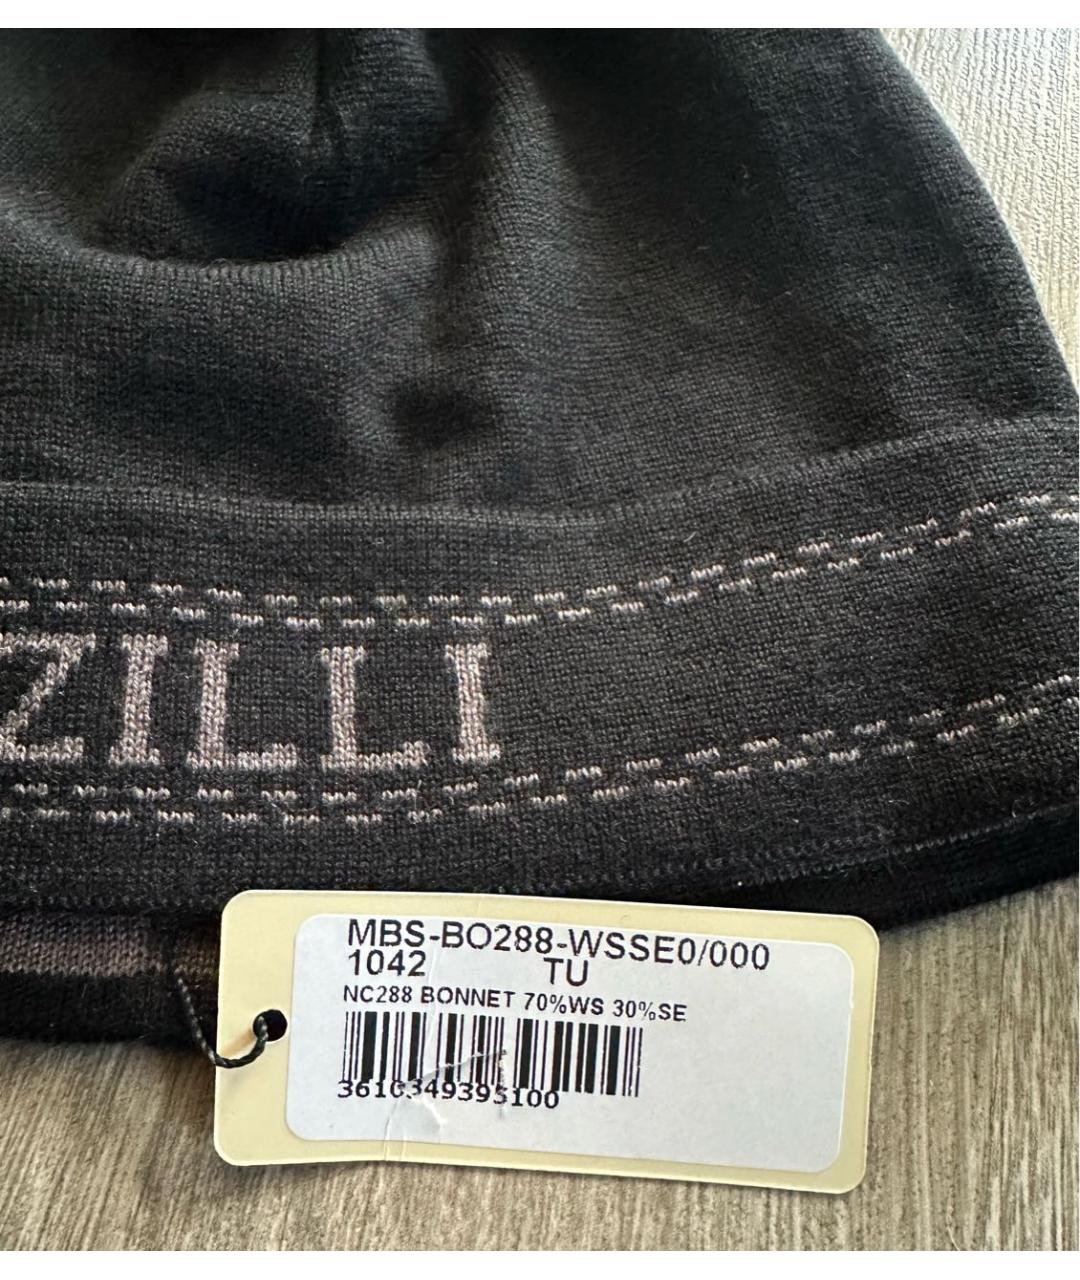 ZILLI
MBS-BO288-WSSE0/000
1042 TU
NC288 BONNET 70%WS 30%SE
3610349395100